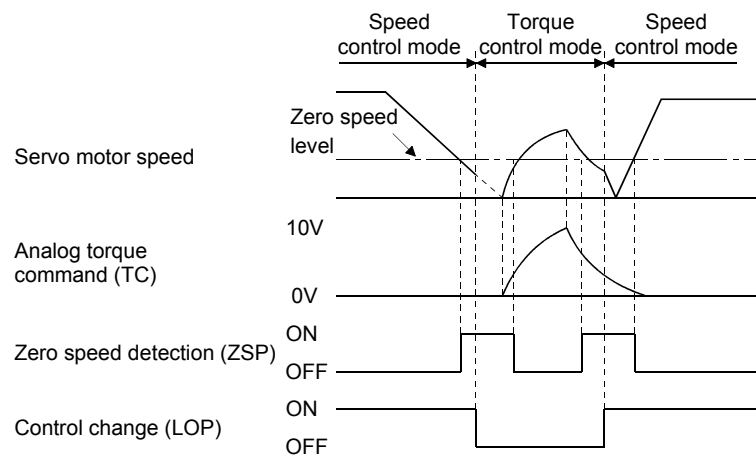 Speed
control mode
Torque
control mode
Speed
control mode
Zero speed
level
Servo motor speed
10V
Analog torque
command (TC)
0V
ON
Zero speed detection (ZSP)
OFF
ON
Control change (LOP)
OFF